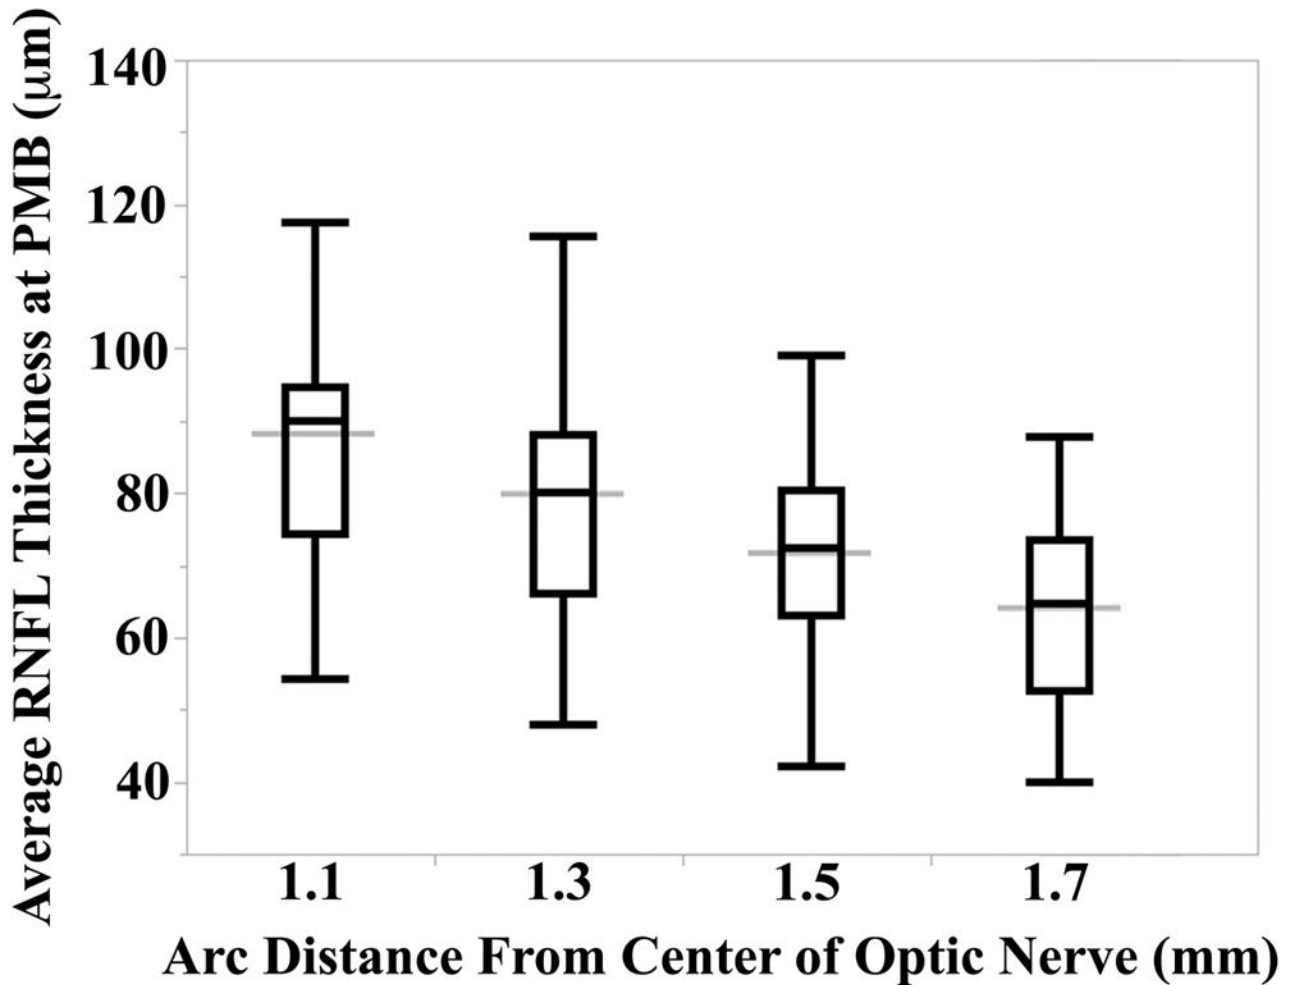 Average RNFL Thickness at PMB (μm)
140
120
100
80
60
40
1.1 1.3 1.5 1.7
Arc Distance From Center of Optic Nerve (mm)